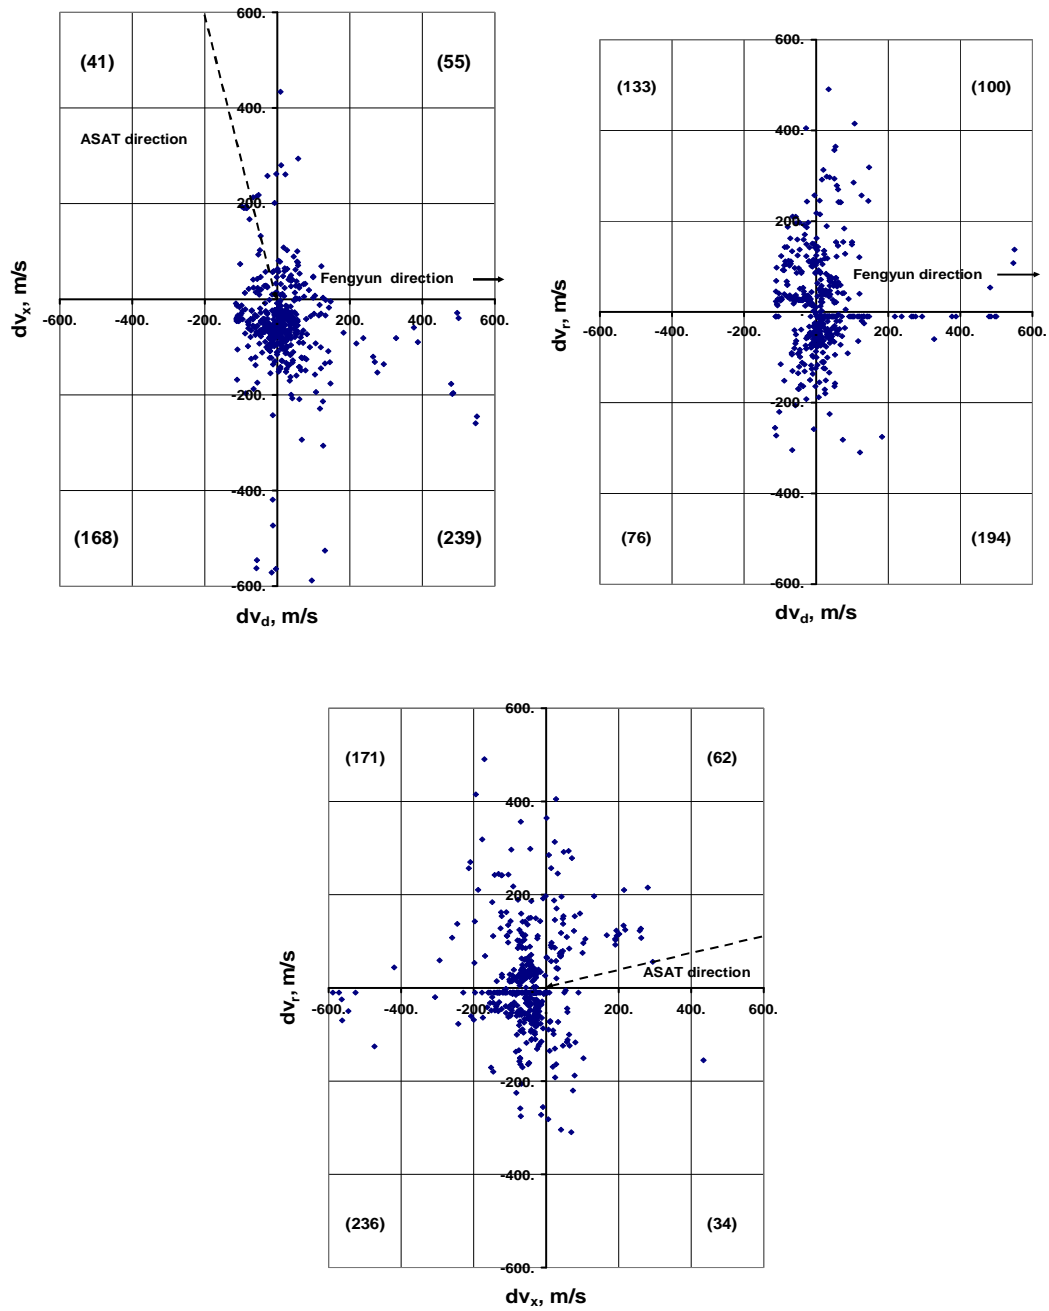 600.
(41)
(55)
400.
ASAT direction
200.
Fengyun direction
-600. -400. -200. 200. 400. 600.
-200.
-400.
(168)
(239)
-600.
dvx, m/s
dvd, m/s
600.
(133)
(100)
400.
200.
Fengyun direction
-600. -400. -200. 200. 400. 600.
-200.
-400.
(76)
(194)
-600.
dvr, m/s
dvd, m/s
600.
(171)
(62)
400.
200.
ASAT direction
-600. -400. -200. 200. 400. 600.
-200.
-400.
(236)
(34)
-600.
dvr, m/s
dvx, m/s